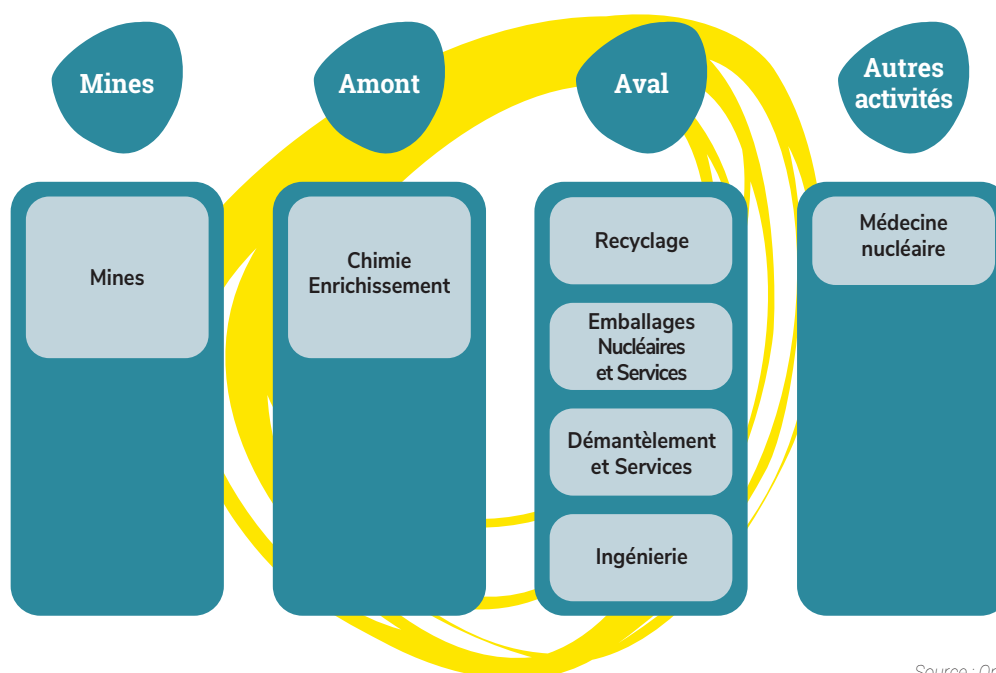 Mines
Amont
Aval
Autres
activités
Mines
Chimie
Enrichissement
Recyclage
Emballages
Nucléaires
et Services
Démantèlement
et Services
Ingénierie
Médecine
nucléaire
Source :